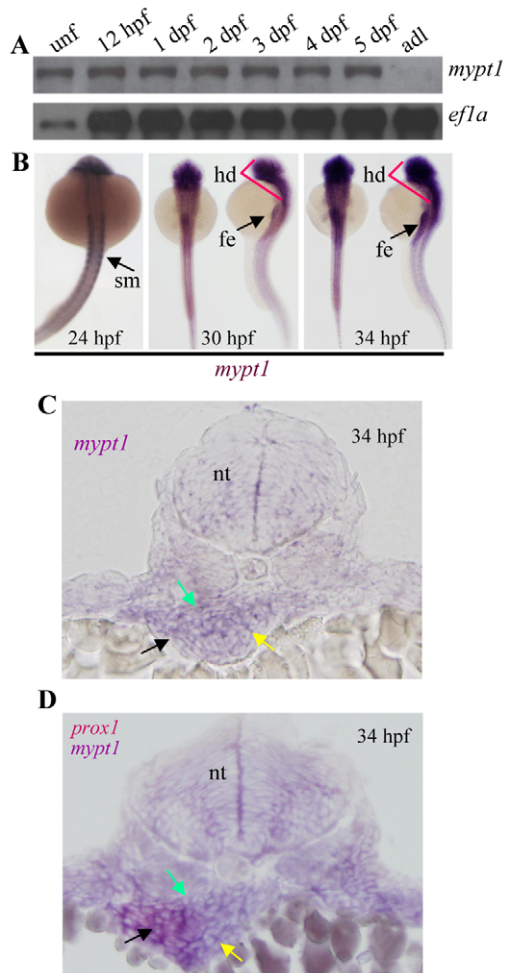 A
unf 12 hpf 1 dpf 2 dpf 3 dpf 4 dpf 5 dpf adl
mypt1
ef1a
B
hd hd
fe fe
sm
24 hpf 30 hpf 34 hpf
mypt1
C
mypt1 34 hpf
nt
D
prox1 34 hpf
mypt1
nt